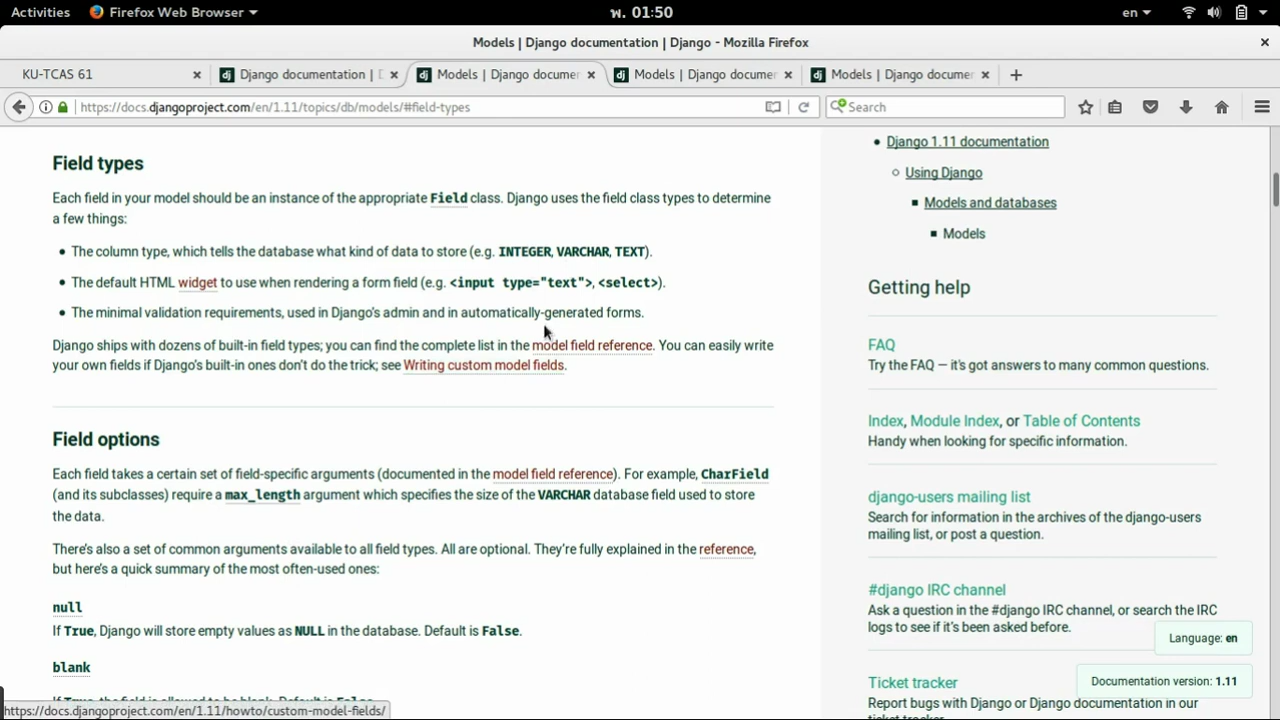 Activities Firefox Web Browser พ. 01:50 en
Models | Django documentation | Django - Mozilla Firefox
KU-TCAS 61 Django documentation | D Models | Django documen Models | Django documen Models | Django documen
https://docs.djangoproject.com/en/1.11/topics/db/models/#field-types Search
Field types
Each field in your model should be an instance of the appropriate Field class. Django uses the field class types to determine
a few things:
• The column type, which tells the database what kind of data to store (e.g. INTEGER, VARCHAR, TEXT).
• The default HTML widget to use when rendering a form field (e.g. <input type="text">, <select>).
• The minimal validation requirements, used in Django's admin and in automatically-generated forms.
Django ships with dozens of built-in field types; you can find the complete list in the model field reference. You can easily write
your own fields if Django's built-in ones don't do the trick; see Writing custom model fields.
Field options
Each field takes a certain set of field-specific arguments (documented in the model field reference). For example, CharField
(and its subclasses) require a max_length argument which specifies the size of the VARCHAR database field used to store
the data.
There's also a set of common arguments available to all field types. All are optional. They're fully explained in the reference,
but here's a quick summary of the most often-used ones:
null
If True, Django will store empty values as NULL in the database. Default is False.
blank
If True, the field is allowed to be blank. Default is False.
https://docs.djangoproject.com/en/1.11/howto/custom-model-fields/
• Django 1.11 documentation
○ Using Django
▪ Models and databases
▪ Models
Getting help
FAQ
Try the FAQ — it's got answers to many common questions.
Index, Module Index, or Table of Contents
Handy when looking for specific information.
django-users mailing list
Search for information in the archives of the django-users
mailing list, or post a question.
#django IRC channel
Ask a question in the #django IRC channel, or search the IRC
logs to see if it's been asked before.
Language: en
Ticket tracker
Documentation version: 1.11
Report bugs with Django or Django documentation in our
ticket tracker.